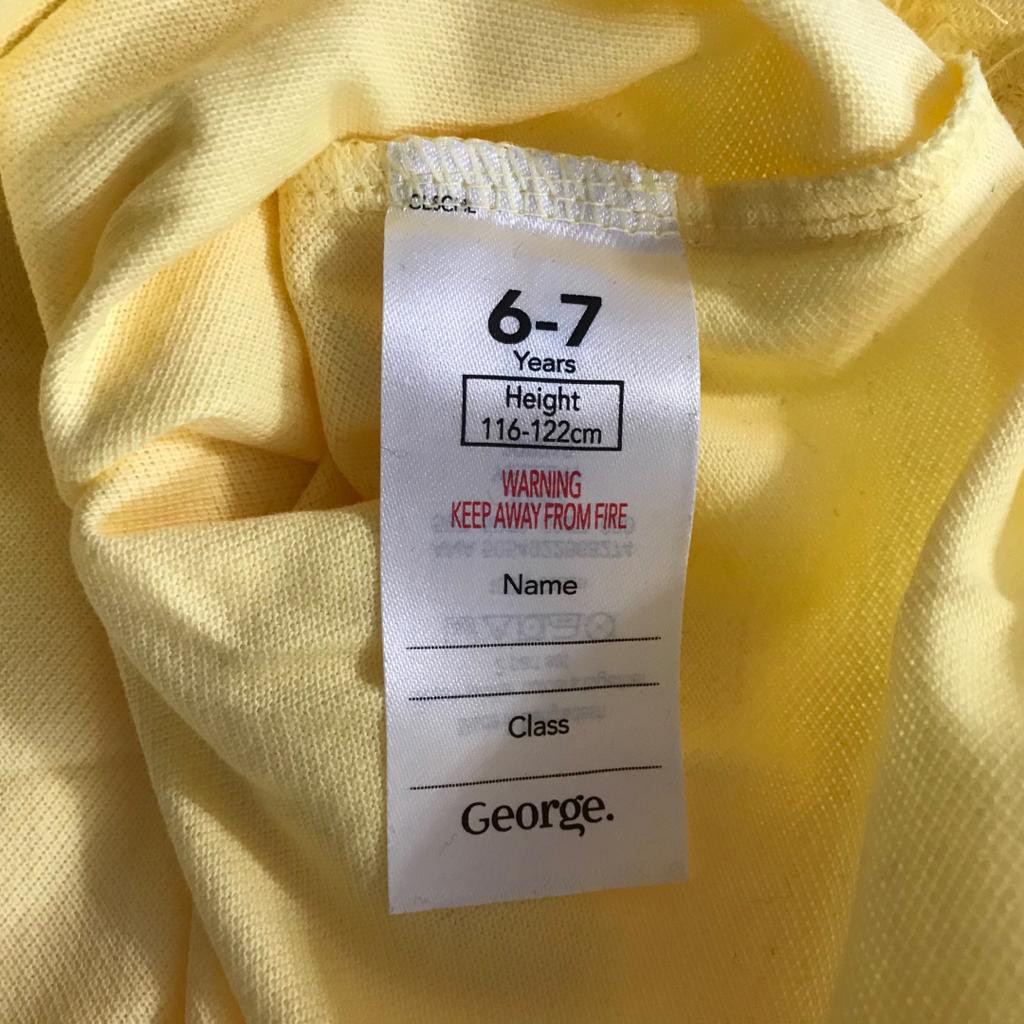 6-7
Years
Height
116-122cm
WARNING
KEEP AWAY FROM FIRE
Name
Class
George.